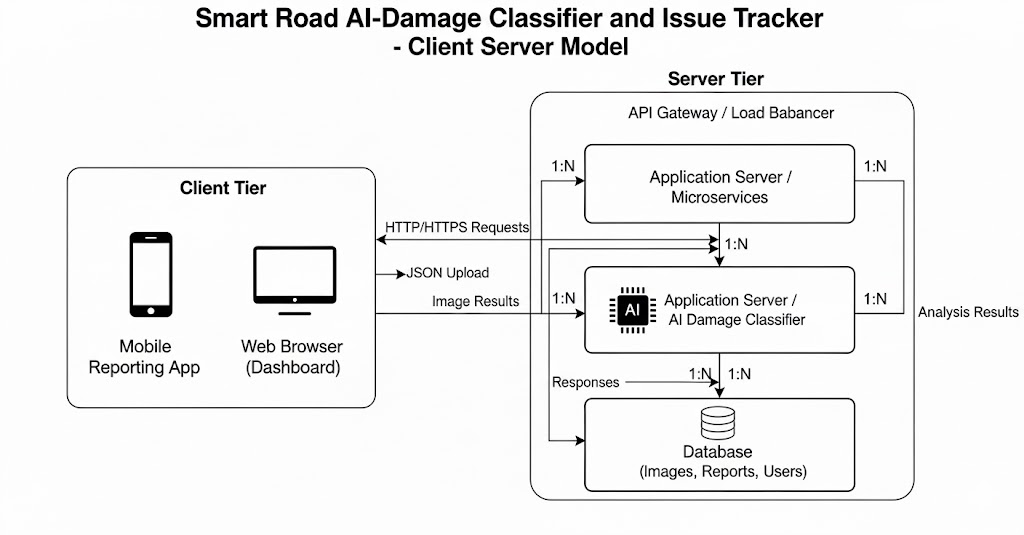 Smart Road AI-Damage Classifier and Issue Tracker
- Client Server Model
Server Tier
API Gateway / Load Babancer
Client Tier
Mobile
Reporting App
Web Browser
(Dashboard)
HTTP/HTTPS Requests
JSON Upload
Image Results
1:N
Application Server /
Microservices
1:N
1:N
1:N
AI
Application Server /
AI Damage Classifier
1:N
Analysis Results
Responses
1:N
1:N
Database
(Images, Reports, Users)